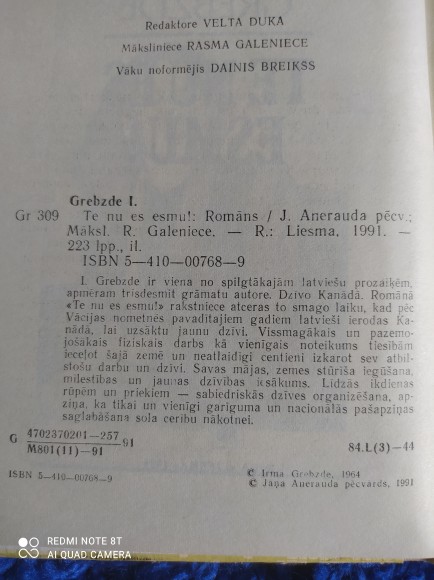 Redaktore VELTA DUKA
Māksliniece RASMA GALENIECE
Vāku noformējis DAINIS BREIKSS
Grebzde I.
Gr 309 Te nu es esmu!: Romāns / J. Anerauda pēcv.;
Māksl. R. Galeniece. — R.: Liesma, 1991. —
223 lpp., il.
ISBN 5—410—00768—9
I. Grebzde ir viena no spilgtākajām latviešu prozaiķēm,
apmēram trīsdesmit grāmatu autore. Dzīvo Kanādā. Romānā
«Te nu es esmu!» rakstniece atceras to smago laiku, kad pēc
Vācijas nometnēs pavadītajiem gadiem latvieši ierodas Ka-
nādā, lai uzsāktu jaunu dzīvi. Vissmagākais un pazemo-
jošākais fiziskais darbs kā vienīgais noteikums tiesībām
ieceļot šajā zemē un neatlaidīgi centieni izkarot sev atbil-
stošu darbu un dzīvi. Savas mājas, zemes stūrīša iegūšana,
mīlestības un jaunas dzīvības iesākums. Līdzās ikdienas
rūpēm un priekiem — sabiedriskās dzīves organizēšana, ap-
ziņa, ka tikai un vienīgi garīguma un nacionālās pašapziņas
saglabāšana sola cerību nākotnei.
G 4702370201—257
M801(11)—91 91
84.L(3)—44
ISBN 5—410—00768—9
© Irma Grebzde, 1964
© Jāņa Anerauda pēcvārds, 1991
REDMI NOTE 8T
AI QUAD CAMERA